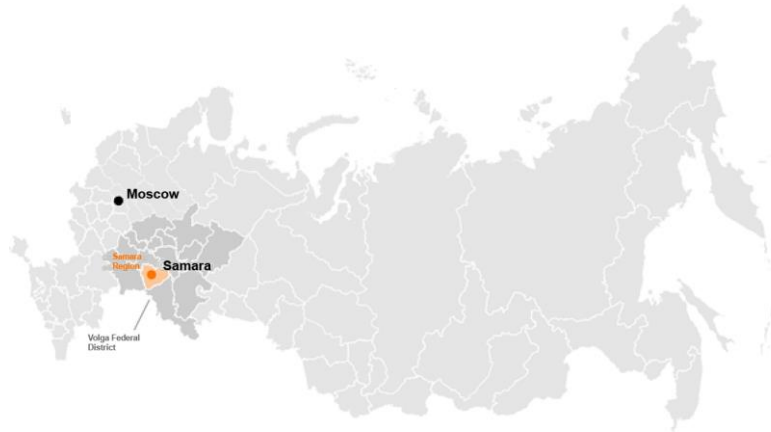 Moscow
Samara
Region
Samara
Volga Federal
District